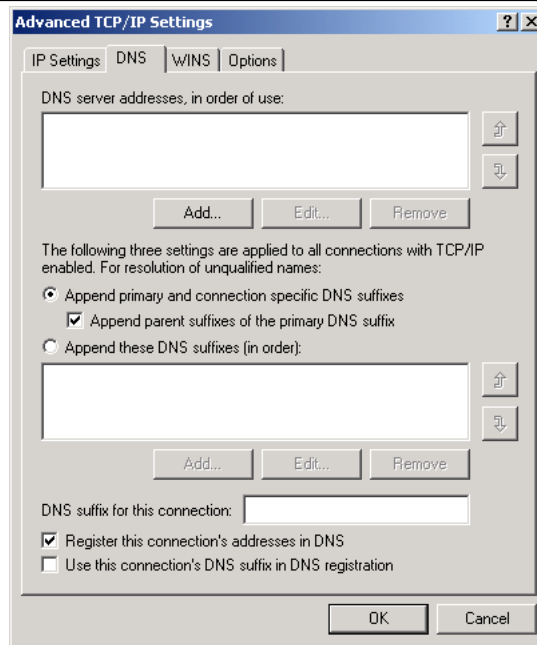 Advanced TCP/IP Settings
IP Settings DNS WINS Options
DNS server addresses, in order of use:
Add... Edit... Remove
The following three settings are applied to all connections with TCP/IP
enabled. For resolution of unqualified names:
Append primary and connection specific DNS suffixes
Append parent suffixes of the primary DNS suffix
Append these DNS suffixes (in order):
Add... Edit... Remove
DNS suffix for this connection:
Register this connection's addresses in DNS
Use this connection's DNS suffix in DNS registration
OK Cancel